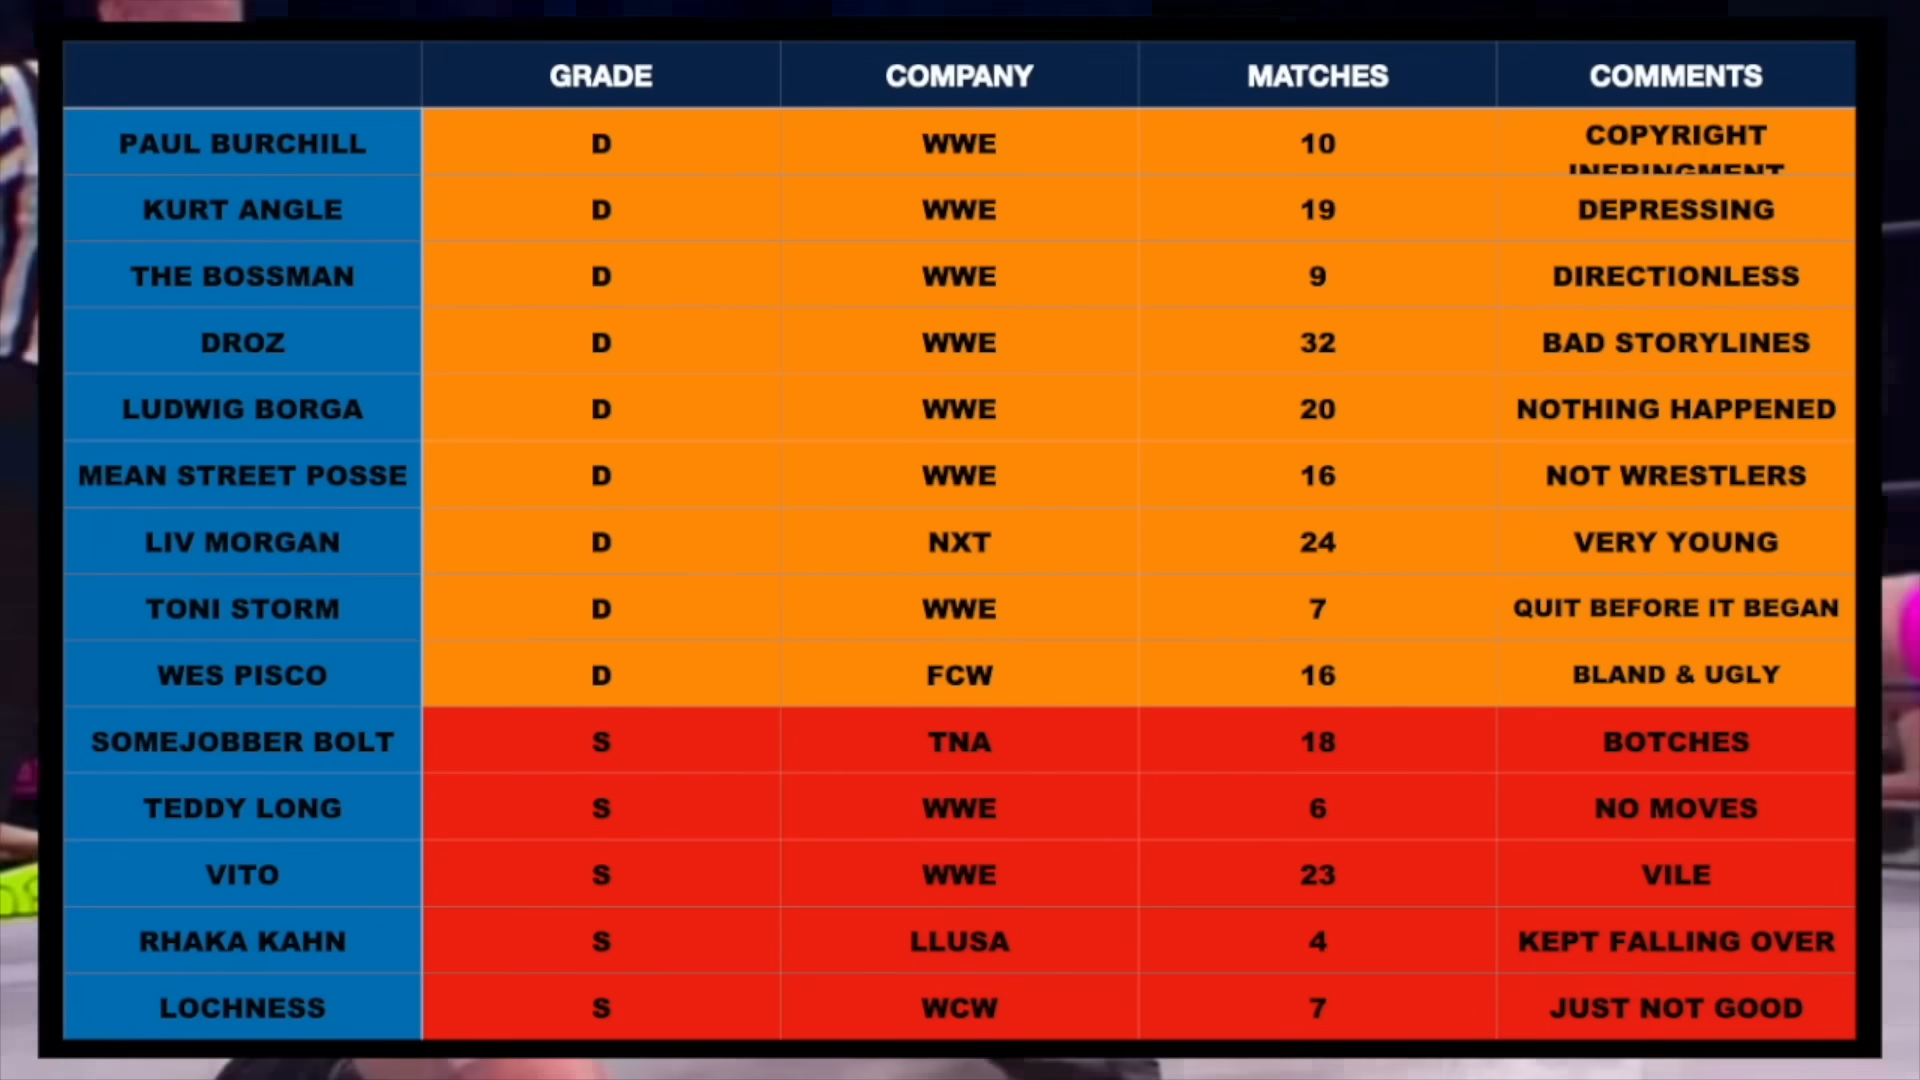 GRADE COMPANY MATCHES COMMENTS
PAUL BURCHILL D WWE 10 COPYRIGHT
INFRINGMENT
KURT ANGLE D WWE 19 DEPRESSING
THE BOSSMAN D WWE 9 DIRECTIONLESS
DROZ D WWE 32 BAD STORYLINES
LUDWIG BORGA D WWE 20 NOTHING HAPPENED
MEAN STREET POSSE D WWE 16 NOT WRESTLERS
LIV MORGAN D NXT 24 VERY YOUNG
TONI STORM D WWE 7 QUIT BEFORE IT BEGAN
WES PISCO D FCW 16 BLAND & UGLY
SOMEJOBBER BOLT S TNA 18 BOTCHES
TEDDY LONG S WWE 6 NO MOVES
VITO S WWE 23 VILE
RHAKA KAHN S LLUSA 4 KEPT FALLING OVER
LOCHNESS S WCW 7 JUST NOT GOOD